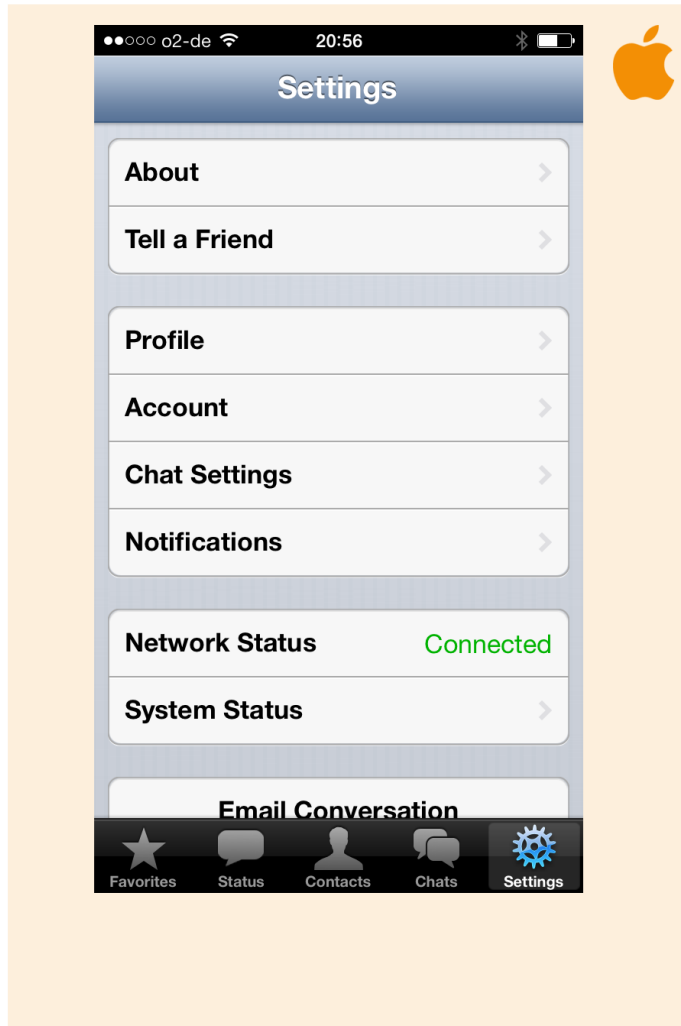 o2-de 20:56
Settings
About
Tell a Friend
Profile
Account
Chat Settings
Notifications
Network Status Connected
System Status
Email Conversation
Favorites Status Contacts Chats Settings